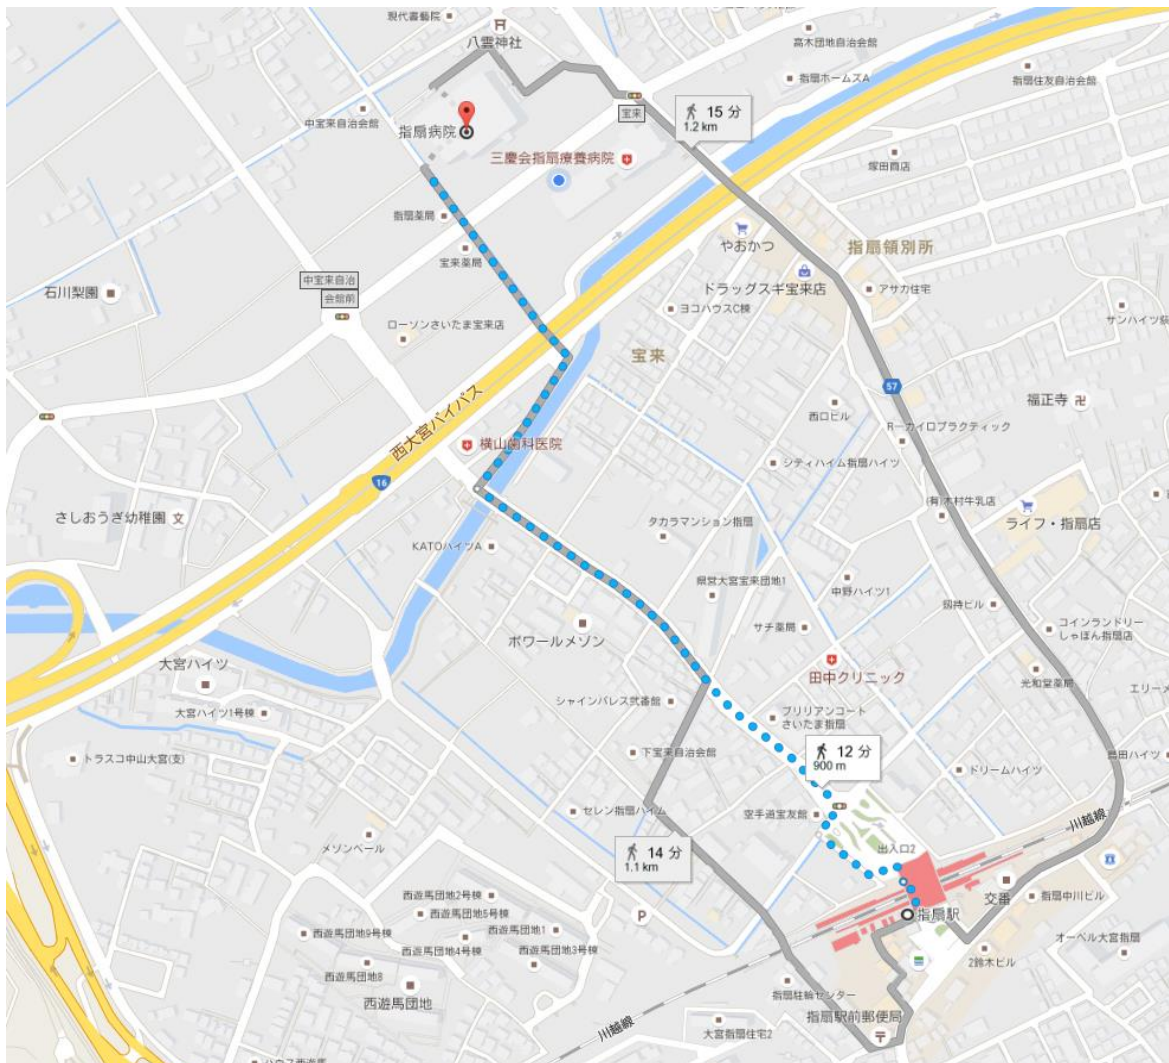 現代書藝院
八雲神社
高木団地自治会館
指扇ホームズA
指扇住友自治会館
宝来
15 分
1.2 km
中宝来自治会館
指扇病院
三慶会指扇療養病院
塚田商店
指扇薬局
宝来薬局
やおかつ
指扇領別所
中宝来自治
会館前
石川梨園
ドラッグスギ宝来店
アサカ住宅
ヨコハウスC棟
サンハイツ萩
ローソンさいたま宝来店
宝来
57
西大宮バイパス
福正寺
西口ビル
Rーカイロプラクティック
横山歯科医院
シティハイム指扇ハイツ
16
(有)木村牛乳店
さしおうぎ幼稚園
文
タカラマンション指扇
ライフ・指扇店
KATOハイツA
県営大宮宝来団地1
中野ハイツ1
釼持ビル
ボワールメゾン
サチ薬局
コインランドリー
しゃぼん指扇店
大宮ハイツ
田中クリニック
光和堂薬局
エリーメ
大宮ハイツ1号棟
シャインパレス弐番館
ブリリアンコート
さいたま指扇
トラスコ中山大宮(支)
下宝来自治会館
12 分
900 m
島田ハイツ
ドリームハイツ
セレン指扇ハイム
空手道宝友館
川越線
メゾンベール
14 分
1.1 km
出入口2
西遊馬団地2号棟
交番
指扇中川ビル
西遊馬団地5号棟
P
指扇駅
西遊馬団地9号棟
西遊馬団地1
西遊馬団地4号棟
西遊馬団地3号棟
オーベル大宮指扇
西遊馬団地8
2鈴木ビル
西遊馬団地
指扇駐輪センター
指扇駅前郵便局
川越線
大宮指扇住宅2